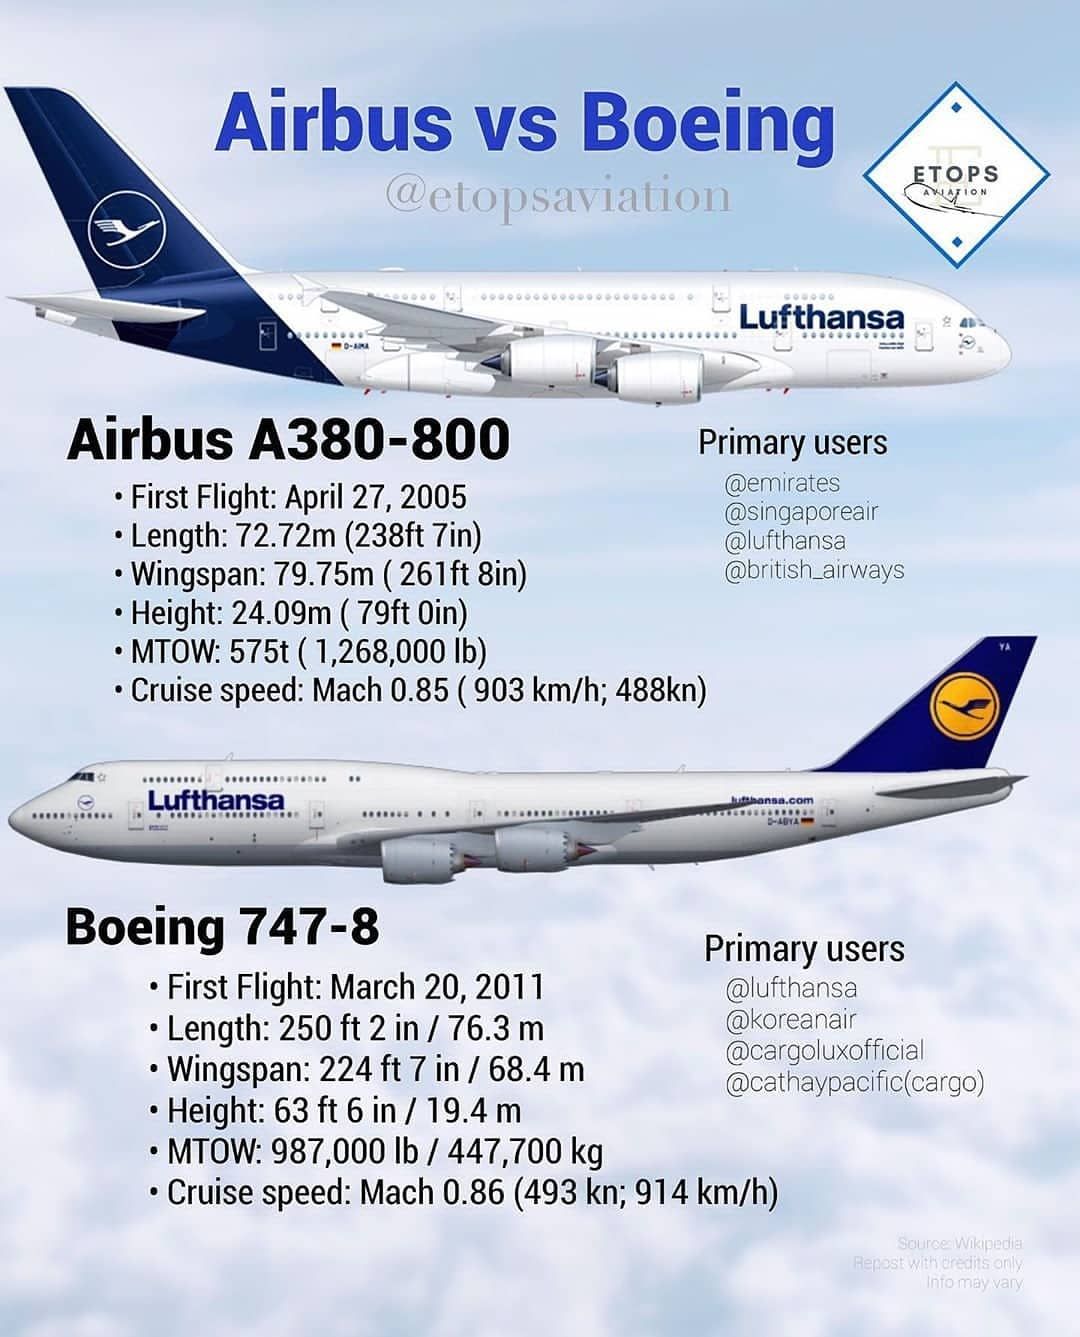 Airbus vs Boeing
@etopsaviation
ETOPS
AVIATION
Lufthansa
D-AIMA
Airbus A380-800
• First Flight: April 27, 2005
• Length: 72.72m (238ft 7in)
• Wingspan: 79.75m ( 261ft 8in)
• Height: 24.09m ( 79ft 0in)
• MTOW: 575t ( 1,268,000 lb)
• Cruise speed: Mach 0.85 ( 903 km/h; 488kn)
Primary users
@emirates
@singaporeair
@lufthansa
@british_airways
YA
Lufthansa
lufthansa.com
D-ABYA
Boeing 747-8
• First Flight: March 20, 2011
• Length: 250 ft 2 in / 76.3 m
• Wingspan: 224 ft 7 in / 68.4 m
• Height: 63 ft 6 in / 19.4 m
• MTOW: 987,000 lb / 447,700 kg
• Cruise speed: Mach 0.86 (493 kn; 914 km/h)
Primary users
@lufthansa
@koreanair
@cargoluxofficial
@cathaypacific(cargo)
Source: Wikipedia
Repost with credits only
Info may vary